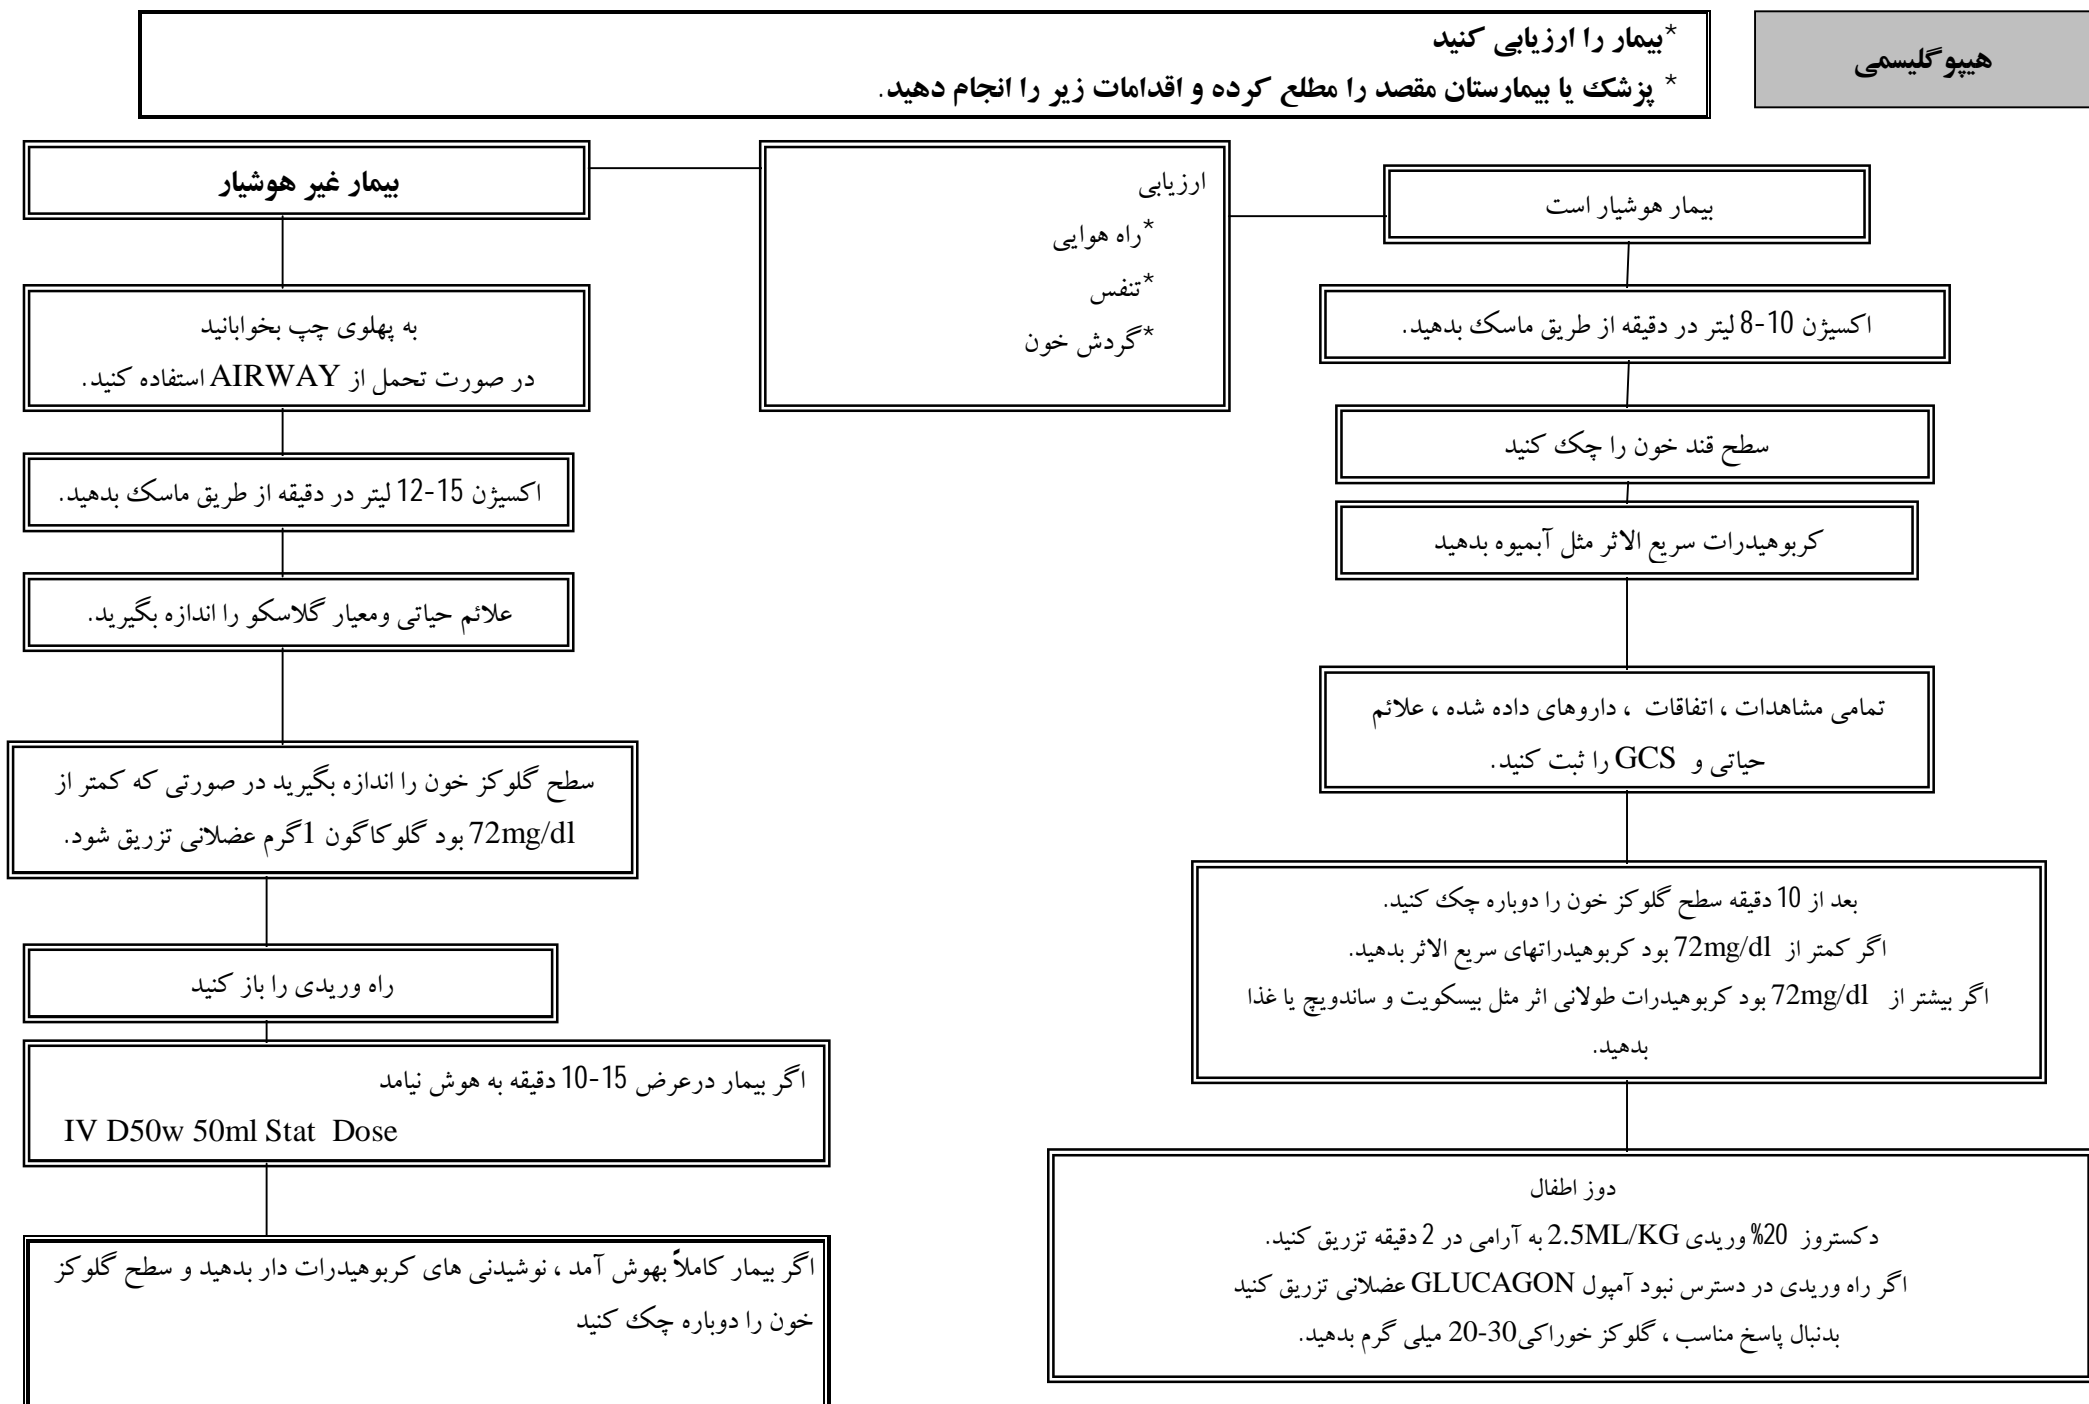 هیپو گلیسمی
*بیمار را ارزیابی کنید
* پزشک یا بیمارستان مقصد را مطلع کرده و اقدامات زیر را انجام دهید.
ارزیابی
*راه هوایی
*تنفس
*گردش خون
بیمار هوشیار است
اکسیژن 10-8 لیتر در دقیقه از طریق ماسک بدهید.
سطح قند خون را چک کنید
کربوهیدرات سریع الاثر مثل آبمیوه بدهید
تمامی مشاهدات ، اتفاقات ، داروهای داده شده ، علائم
حیاتی و GCS را ثبت کنید.
بعد از 10 دقیقه سطح گلوکز خون را دوباره چک کنید.
اگر کمتر از 72mg/dl بود کربوهیدراتهای سریع الاثر بدهید.
اگر بیشتر از 72mg/dl بود کربوهیدرات طولانی اثر مثل بیسکویت و ساندویچ یا غذا
بدهید.
دوز اطفال
دکستروز 20% وریدی 2.5ML/KG به آرامی در 2 دقیقه تزریق کنید.
اگر راه وریدی در دسترس نبود آمپول GLUCAGON عضلانی تزریق کنید
بدنبال پاسخ مناسب ، گلوکز خوراکی30-20 میلی گرم بدهید.
بیمار غیر هوشیار
به پهلوی چپ بخوابانید
در صورت تحمل از AIRWAY استفاده کنید.
اکسیژن 15-12 لیتر در دقیقه از طریق ماسک بدهید.
علائم حیاتی ومعیار گلاسکو را اندازه بگیرید.
سطح گلوکز خون را اندازه بگیرید در صورتی که کمتر از
72mg/dl بود گلوکاگون 1گرم عضلانی تزریق شود.
راه وریدی را باز کنید
اگر بیمار درعرض 15-10 دقیقه به هوش نیامد
IV D50w 50ml Stat Dose
اگر بیمار کاملاً بهوش آمد ، نوشیدنی های کربوهیدرات دار بدهید و سطح گلوکز
خون را دوباره چک کنید